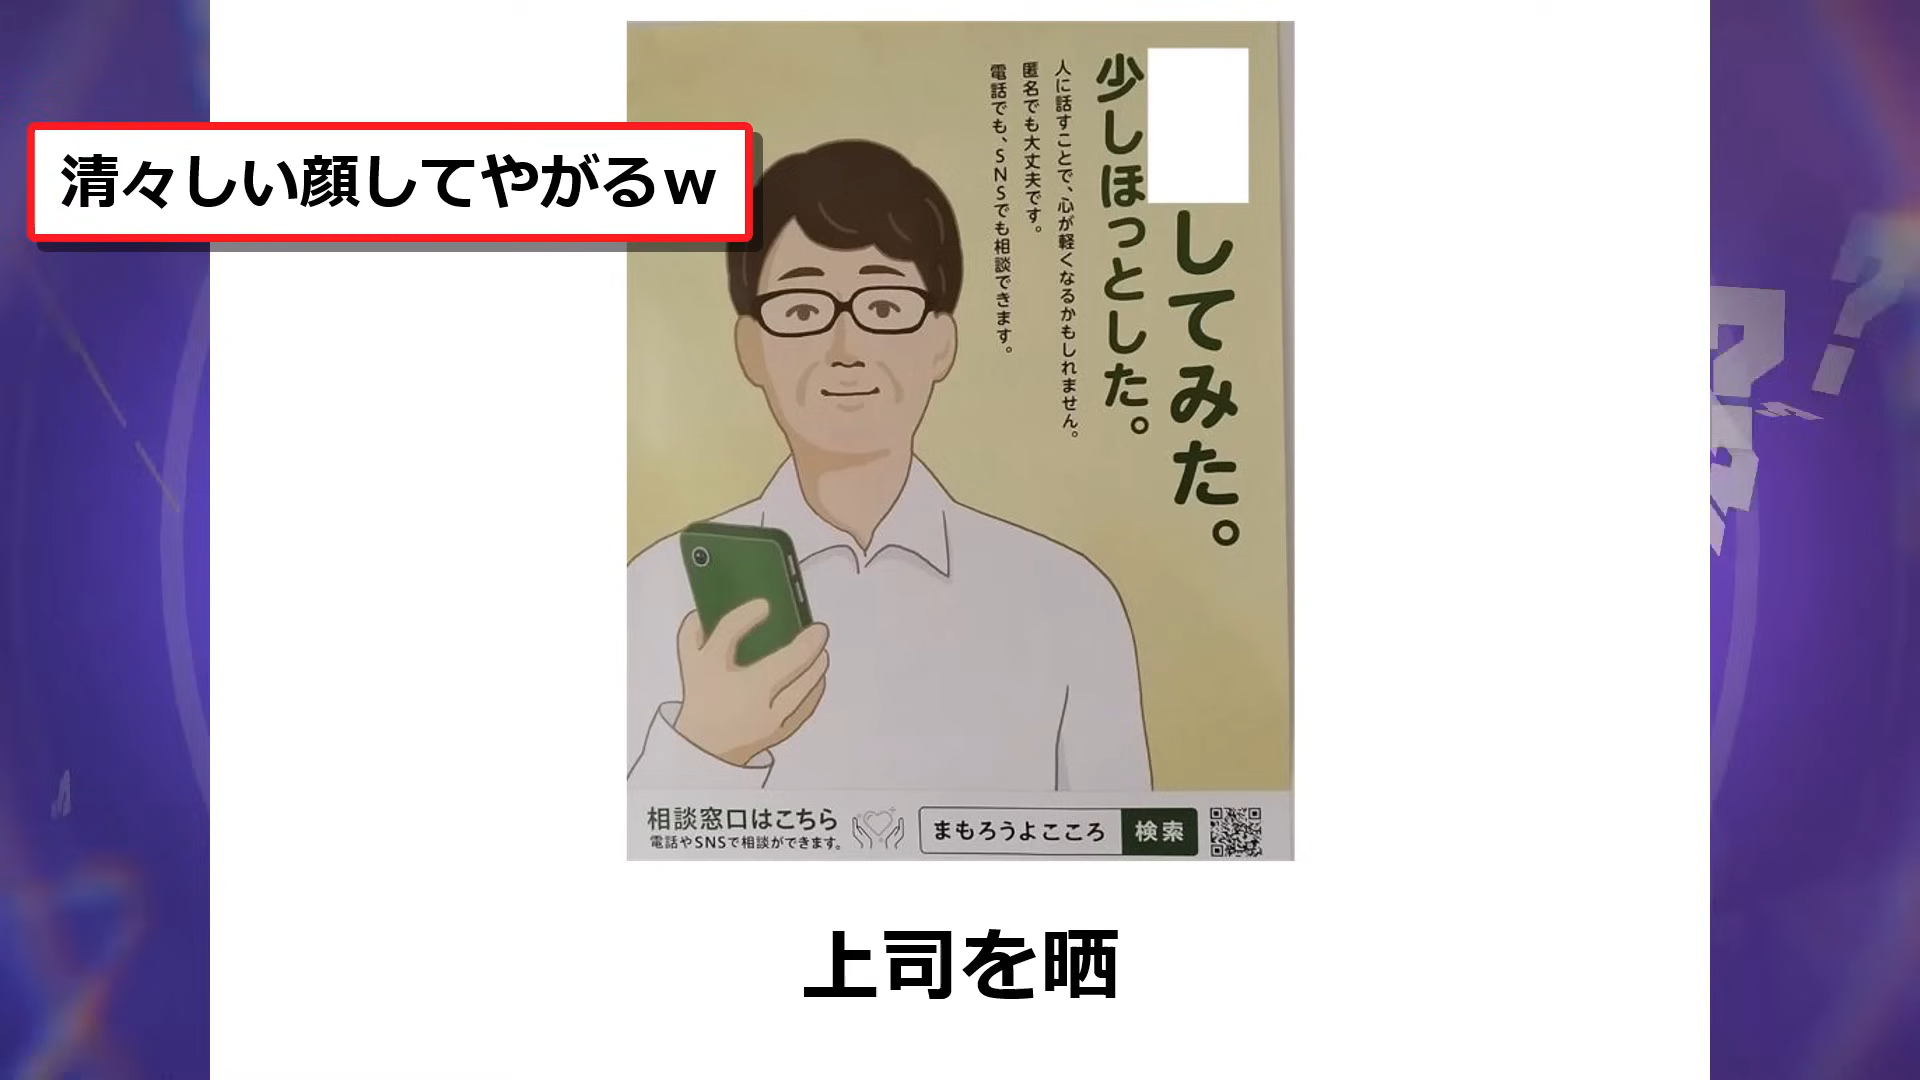 清々しい顔してやがるw
してみた。
少しほっとした。
人に話すことで、心が軽くなるかもしれません。
匿名でも大丈夫です。
電話でも、SNSでも相談できます。
相談窓口はこちら
電話やSNSで相談ができます。
まもろうよこころ
検索
上司を晒